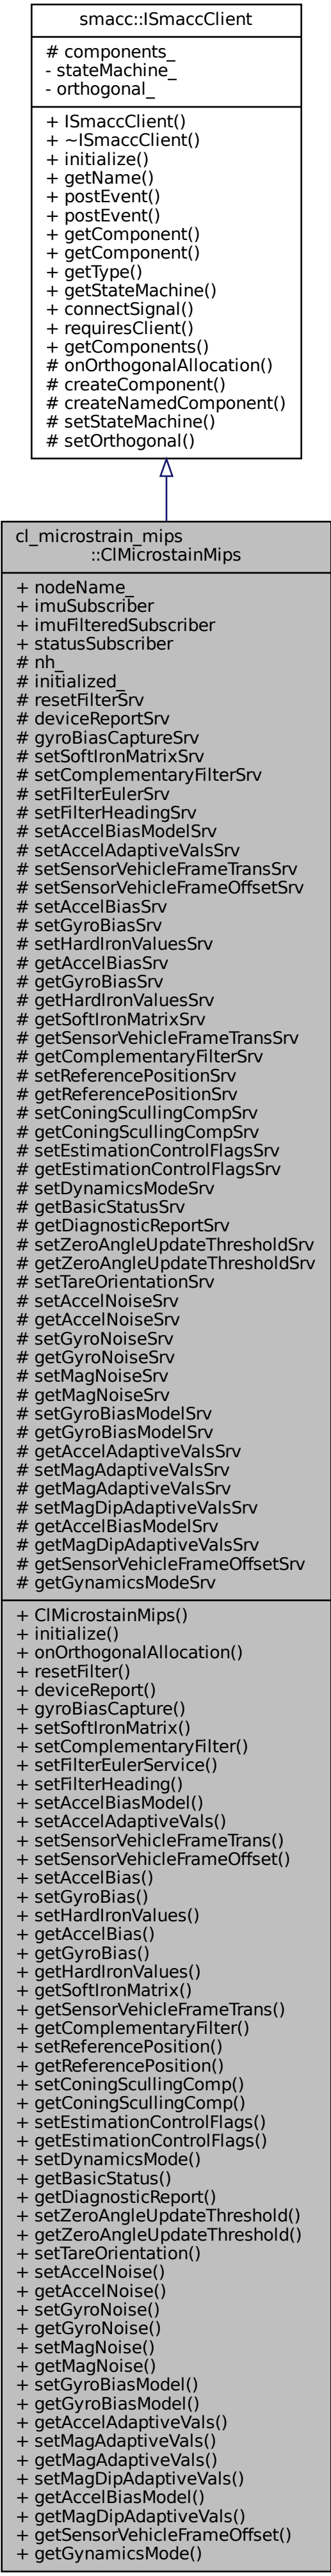 smacc::ISmaccClient
# components_
- stateMachine_
- orthogonal_
+ ISmaccClient()
+ ~ISmaccClient()
+ initialize()
+ getName()
+ postEvent()
+ postEvent()
+ getComponent()
+ getComponent()
+ getType()
+ getStateMachine()
+ connectSignal()
+ requiresClient()
+ getComponents()
# onOrthogonalAllocation()
# createComponent()
# createNamedComponent()
# setStateMachine()
# setOrthogonal()
cl_microstrain_mips
::ClMicrostainMips
+ nodeName_
+ imuSubscriber
+ imuFilteredSubscriber
+ statusSubscriber
# nh_
# initialized_
# resetFilterSrv
# deviceReportSrv
# gyroBiasCaptureSrv
# setSoftIronMatrixSrv
# setComplementaryFilterSrv
# setFilterEulerSrv
# setFilterHeadingSrv
# setAccelBiasModelSrv
# setAccelAdaptiveValsSrv
# setSensorVehicleFrameTransSrv
# setSensorVehicleFrameOffsetSrv
# setAccelBiasSrv
# setGyroBiasSrv
# setHardIronValuesSrv
# getAccelBiasSrv
# getGyroBiasSrv
# getHardIronValuesSrv
# getSoftIronMatrixSrv
# getSensorVehicleFrameTransSrv
# getComplementaryFilterSrv
# setReferencePositionSrv
# getReferencePositionSrv
# setConingScullingCompSrv
# getConingScullingCompSrv
# setEstimationControlFlagsSrv
# getEstimationControlFlagsSrv
# setDynamicsModeSrv
# getBasicStatusSrv
# getDiagnosticReportSrv
# setZeroAngleUpdateThresholdSrv
# getZeroAngleUpdateThresholdSrv
# setTareOrientationSrv
# setAccelNoiseSrv
# getAccelNoiseSrv
# setGyroNoiseSrv
# getGyroNoiseSrv
# setMagNoiseSrv
# getMagNoiseSrv
# setGyroBiasModelSrv
# getGyroBiasModelSrv
# getAccelAdaptiveValsSrv
# setMagAdaptiveValsSrv
# getMagAdaptiveValsSrv
# setMagDipAdaptiveValsSrv
# getAccelBiasModelSrv
# getMagDipAdaptiveValsSrv
# getSensorVehicleFrameOffsetSrv
# getGynamicsModeSrv
+ ClMicrostainMips()
+ initialize()
+ onOrthogonalAllocation()
+ resetFilter()
+ deviceReport()
+ gyroBiasCapture()
+ setSoftIronMatrix()
+ setComplementaryFilter()
+ setFilterEulerService()
+ setFilterHeading()
+ setAccelBiasModel()
+ setAccelAdaptiveVals()
+ setSensorVehicleFrameTrans()
+ setSensorVehicleFrameOffset()
+ setAccelBias()
+ setGyroBias()
+ setHardIronValues()
+ getAccelBias()
+ getGyroBias()
+ getHardIronValues()
+ getSoftIronMatrix()
+ getSensorVehicleFrameTrans()
+ getComplementaryFilter()
+ setReferencePosition()
+ getReferencePosition()
+ setConingScullingComp()
+ getConingScullingComp()
+ setEstimationControlFlags()
+ getEstimationControlFlags()
+ setDynamicsMode()
+ getBasicStatus()
+ getDiagnosticReport()
+ setZeroAngleUpdateThreshold()
+ getZeroAngleUpdateThreshold()
+ setTareOrientation()
+ setAccelNoise()
+ getAccelNoise()
+ setGyroNoise()
+ getGyroNoise()
+ setMagNoise()
+ getMagNoise()
+ setGyroBiasModel()
+ getGyroBiasModel()
+ getAccelAdaptiveVals()
+ setMagAdaptiveVals()
+ getMagAdaptiveVals()
+ setMagDipAdaptiveVals()
+ getAccelBiasModel()
+ getMagDipAdaptiveVals()
+ getSensorVehicleFrameOffset()
+ getGynamicsMode()